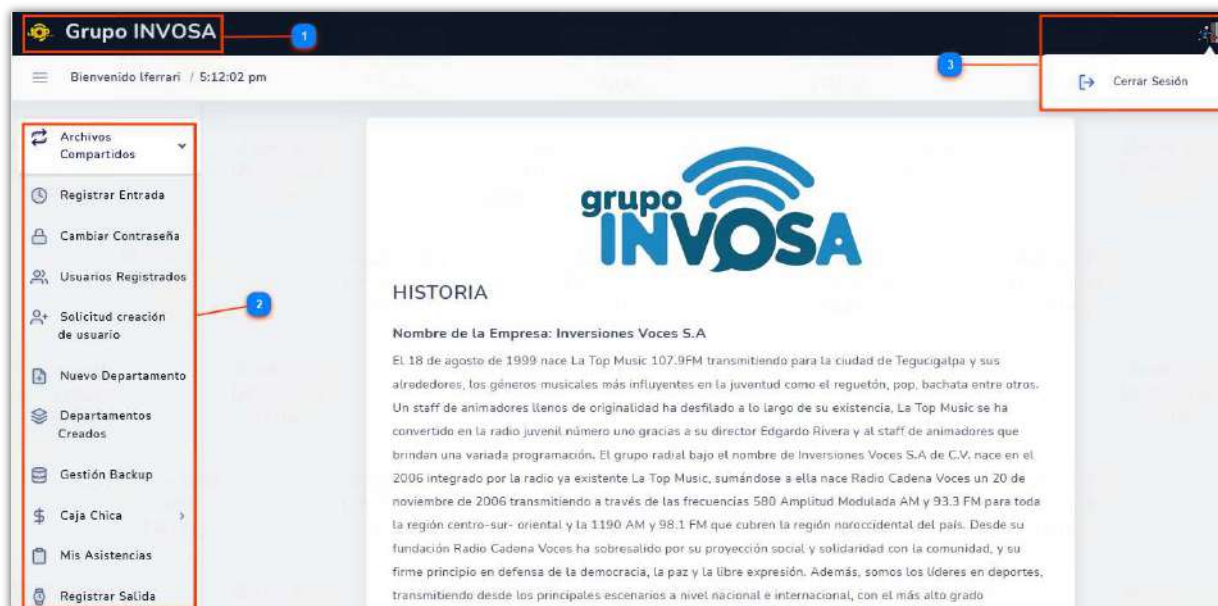 Grupo INVOSA
1
3
Bienvenido lferrari / 5:12:02 pm
Cerrar Sesión
Archivos
Compartidos
Registrar Entrada
Cambiar Contraseña
Usuarios Registrados
Solicitud creación
de usuario
Nuevo Departamento
Departamentos
Creados
Gestión Backup
Caja Chica
Mis Asistencias
Registrar Salida
2
grupo
INVOSA
HISTORIA
Nombre de la Empresa: Inversiones Voces S.A
El 18 de agosto de 1999 nace La Top Music 107.9FM transmitiendo para la ciudad de Tegucigalpa y sus
alrededores, los géneros musicales más influyentes en la juventud como el reguetón, pop, bachata entre otros.
Un staff de animadores llenos de originalidad ha desfilado a lo largo de su existencia, La Top Music se ha
convertido en la radio juvenil número uno gracias a su director Edgardo Rivera y al staff de animadores que
brindan una variada programación. El grupo radial bajo el nombre de Inversiones Voces S.A de C.V. nace en el
2006 integrado por la radio ya existente La Top Music, sumándose a ella nace Radio Cadena Voces un 20 de
noviembre de 2006 transmitiendo a través de las frecuencias 580 Amplitud Modulada AM y 93.3 FM para toda
la región centro-sur- oriental y la 1190 AM y 98.1 FM que cubren la región noroccidental del país. Desde su
fundación Radio Cadena Voces ha sobresalido por su proyección social y solidaridad con la comunidad, y su
firme principio en defensa de la democracia, la paz y la libre expresión. Además, somos los líderes en deportes,
transmitiendo desde los principales escenarios a nivel nacional e internacional, con el más alto grado